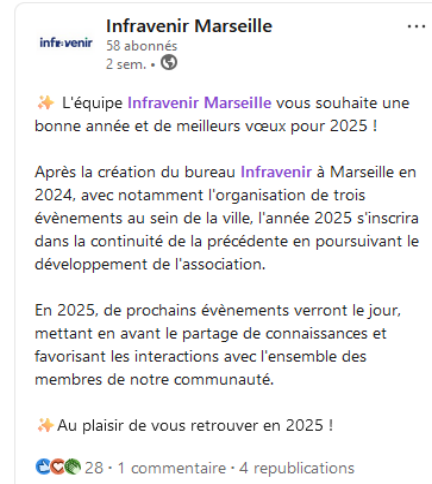 Infravenir Marseille
infravenir
58 abonnés
2 sem. •
...
✨ L'équipe Infravenir Marseille vous souhaite une
bonne année et de meilleurs vœux pour 2025 !
Après la création du bureau Infravenir à Marseille en
2024, avec notamment l'organisation de trois
évènements au sein de la ville, l'année 2025 s'inscrira
dans la continuité de la précédente en poursuivant le
développement de l'association.
En 2025, de prochains évènements verront le jour,
mettant en avant le partage de connaissances et
favorisant les interactions avec l'ensemble des
membres de notre communauté.
✨ Au plaisir de vous retrouver en 2025 !
28 · 1 commentaire · 4 republications